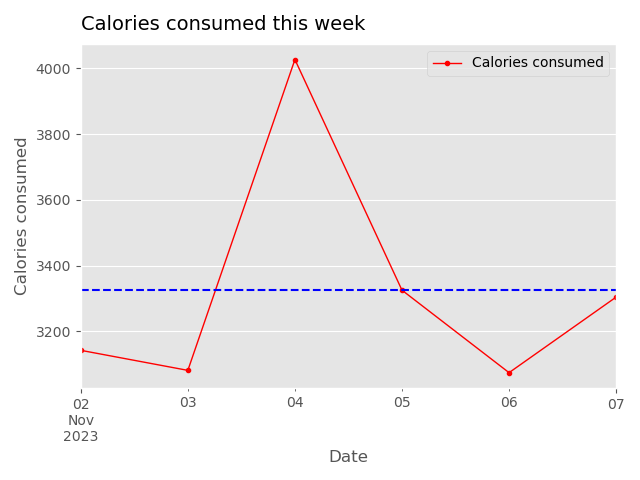 Calories consumed this week
Calories consumed
4000
3800
3600
3400
3200
Calories consumed
02
Nov
2023
03
04
05
06
07
Date